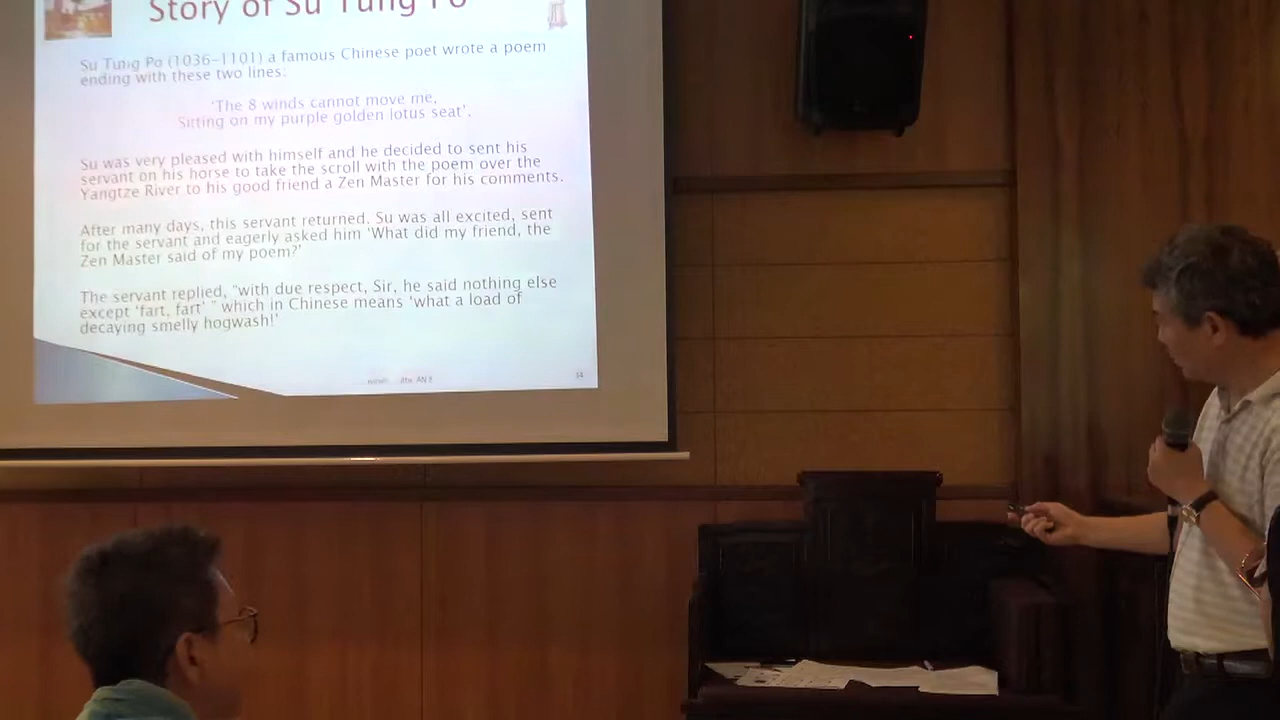 Story of Su Tung Po
Su Tung Po (1036–1101) a famous Chinese poet wrote a poem
ending with these two lines:
‘The 8 winds cannot move me,
Sitting on my purple golden lotus seat’.
Su was very pleased with himself and he decided to sent his
servant on his horse to take the scroll with the poem over the
Yangtze River to his good friend a Zen Master for his comments.
After many days, this servant returned. Su was all excited, sent
for the servant and eagerly asked him ‘What did my friend, the
Zen Master said of my poem?’
The servant replied, “with due respect, Sir, he said nothing else
except ‘fart, fart’ ” which in Chinese means ‘what a load of
decaying smelly hogwash!’
34